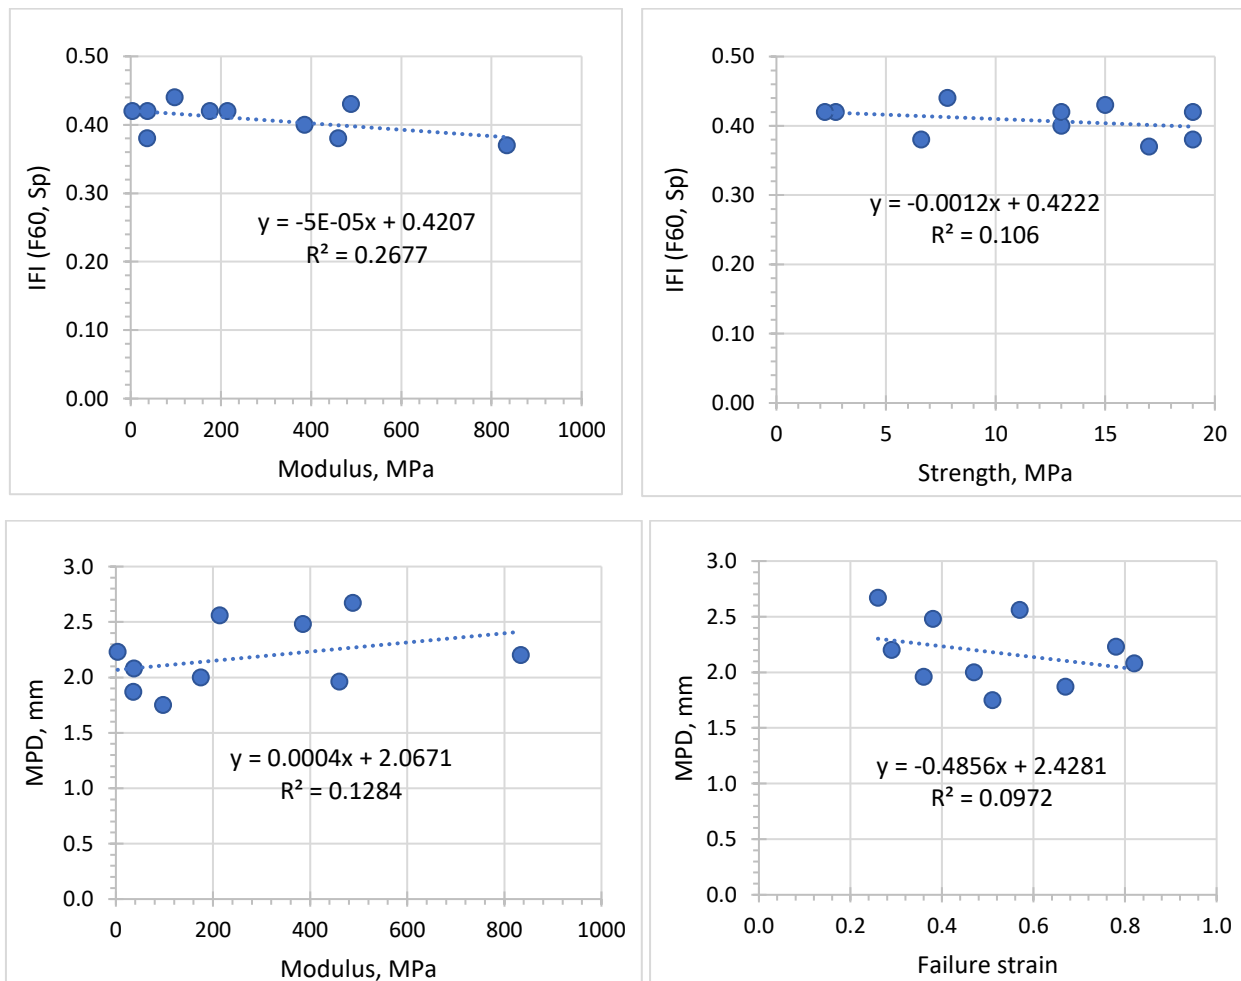 0.50
0.40
0.30
0.20
0.10
0.00
IFI (F60, Sp)
y = -5E-05x + 0.4207
R² = 0.2677
0 200 400 600 800 1000
Modulus, MPa
0.50
0.40
0.30
0.20
0.10
0.00
IFI (F60, Sp)
y = -0.0012x + 0.4222
R² = 0.106
0 5 10 15 20
Strength, MPa
3.0
2.5
2.0
1.5
1.0
0.5
0.0
MPD, mm
y = 0.0004x + 2.0671
R² = 0.1284
0 200 400 600 800 1000
Modulus, MPa
3.0
2.5
2.0
1.5
1.0
0.5
0.0
MPD, mm
y = -0.4856x + 2.4281
R² = 0.0972
0.0 0.2 0.4 0.6 0.8 1.0
Failure strain